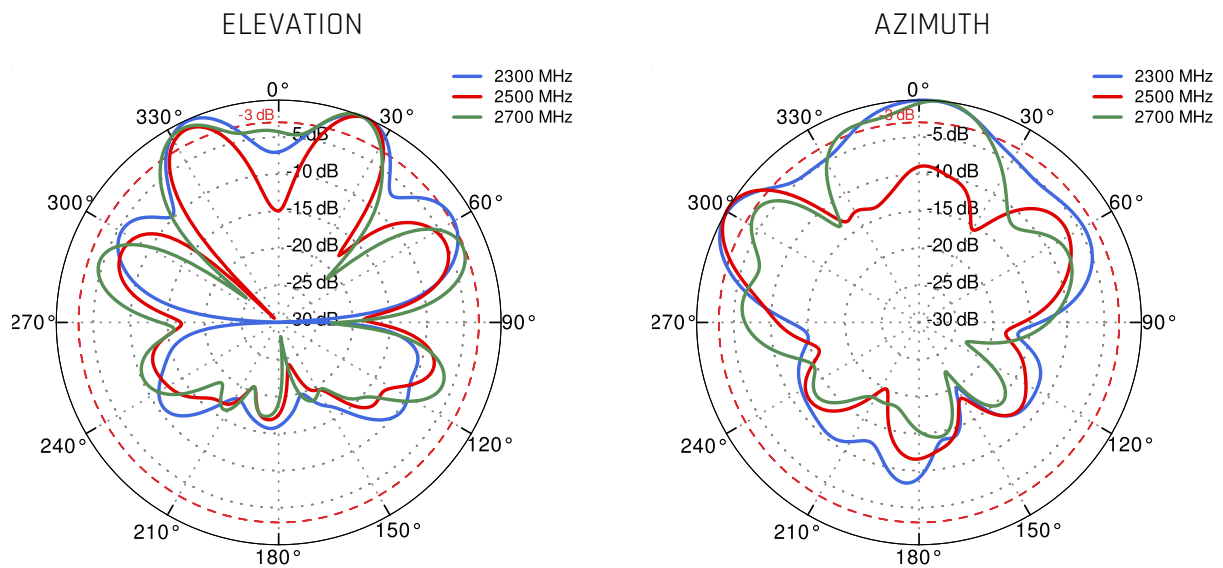 ELEVATION
AZIMUTH
2300 MHz
2500 MHz
2700 MHz
0°
30°
60°
90°
120°
150°
180°
210°
240°
270°
300°
330°
-3 dB
-5 dB
-10 dB
-15 dB
-20 dB
-25 dB
-30 dB
2300 MHz
2500 MHz
2700 MHz
0°
30°
60°
90°
120°
150°
180°
210°
240°
270°
300°
330°
-3 dB
-5 dB
-10 dB
-15 dB
-20 dB
-25 dB
-30 dB